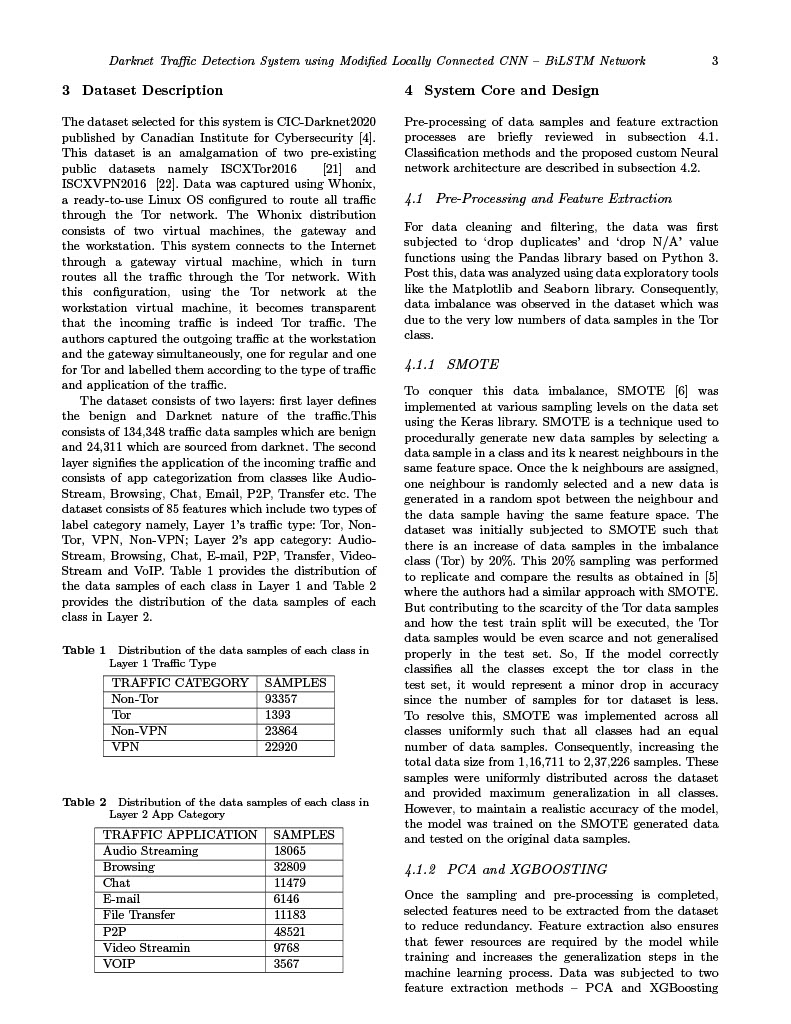 Darknet Traffic Detection System using Modified Locally Connected CNN – BiLSTM Network 3
3 Dataset Description
The dataset selected for this system is CIC-Darknet2020
published by Canadian Institute for Cybersecurity [4].
This dataset is an amalgamation of two pre-existing
public datasets namely ISCXTor2016 [21] and
ISCXVPN2016 [22]. Data was captured using Whonix,
a ready-to-use Linux OS configured to route all traffic
through the Tor network. The Whonix distribution
consists of two virtual machines, the gateway and
the workstation. This system connects to the Internet
through a gateway virtual machine, which in turn
routes all the traffic through the Tor network. With
this configuration, using the Tor network at the
workstation virtual machine, it becomes transparent
that the incoming traffic is indeed Tor traffic. The
authors captured the outgoing traffic at the workstation
and the gateway simultaneously, one for regular and one
for Tor and labelled them according to the type of traffic
and application of the traffic.
The dataset consists of two layers: first layer defines
the benign and Darknet nature of the traffic.This
consists of 134,348 traffic data samples which are benign
and 24,311 which are sourced from darknet. The second
layer signifies the application of the incoming traffic and
consists of app categorization from classes like Audio-
Stream, Browsing, Chat, Email, P2P, Transfer etc. The
dataset consists of 85 features which include two types of
label category namely, Layer 1's traffic type: Tor, Non-
Tor, VPN, Non-VPN; Layer 2's app category: Audio-
Stream, Browsing, Chat, E-mail, P2P, Transfer, Video-
Stream and VoIP. Table 1 provides the distribution of
the data samples of each class in Layer 1 and Table 2
provides the distribution of the data samples of each
class in Layer 2.
Table 1 Distribution of the data samples of each class in
Layer 1 Traffic Type
TRAFFIC CATEGORY SAMPLES
Non-Tor 93357
Tor 1393
Non-VPN 23864
VPN 22920
Table 2 Distribution of the data samples of each class in
Layer 2 App Category
TRAFFIC APPLICATION SAMPLES
Audio Streaming 18065
Browsing 32809
Chat 11479
E-mail 6146
File Transfer 11183
P2P 48521
Video Streamin 9768
VOIP 3567
4 System Core and Design
Pre-processing of data samples and feature extraction
processes are briefly reviewed in subsection 4.1.
Classification methods and the proposed custom Neural
network architecture are described in subsection 4.2.
4.1 Pre-Processing and Feature Extraction
For data cleaning and filtering, the data was first
subjected to 'drop duplicates' and 'drop N/A' value
functions using the Pandas library based on Python 3.
Post this, data was analyzed using data exploratory tools
like the Matplotlib and Seaborn library. Consequently,
data imbalance was observed in the dataset which was
due to the very low numbers of data samples in the Tor
class.
4.1.1 SMOTE
To conquer this data imbalance, SMOTE [6] was
implemented at various sampling levels on the data set
using the Keras library. SMOTE is a technique used to
procedurally generate new data samples by selecting a
data sample in a class and its k nearest neighbours in the
same feature space. Once the k neighbours are assigned,
one neighbour is randomly selected and a new data is
generated in a random spot between the neighbour and
the data sample having the same feature space. The
dataset was initially subjected to SMOTE such that
there is an increase of data samples in the imbalance
class (Tor) by 20%. This 20% sampling was performed
to replicate and compare the results as obtained in [5]
where the authors had a similar approach with SMOTE.
But contributing to the scarcity of the Tor data samples
and how the test train split will be executed, the Tor
data samples would be even scarce and not generalised
properly in the test set. So, If the model correctly
classifies all the classes except the tor class in the
test set, it would represent a minor drop in accuracy
since the number of samples for tor dataset is less.
To resolve this, SMOTE was implemented across all
classes uniformly such that all classes had an equal
number of data samples. Consequently, increasing the
total data size from 1,16,711 to 2,37,226 samples. These
samples were uniformly distributed across the dataset
and provided maximum generalization in all classes.
However, to maintain a realistic accuracy of the model,
the model was trained on the SMOTE generated data
and tested on the original data samples.
4.1.2 PCA and XGBOOSTING
Once the sampling and pre-processing is completed,
selected features need to be extracted from the dataset
to reduce redundancy. Feature extraction also ensures
that fewer resources are required by the model while
training and increases the generalization steps in the
machine learning process. Data was subjected to two
feature extraction methods – PCA and XGBoosting